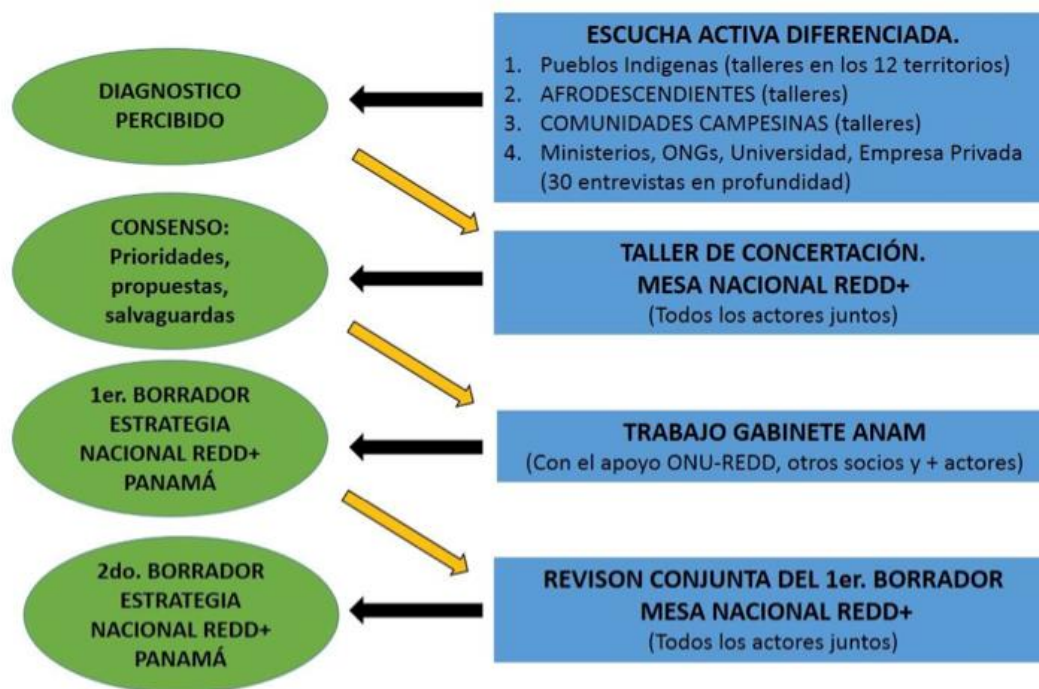 ESCUCHA ACTIVA DIFERENCIADA.
1. Pueblos Indigenas (talleres en los 12 territorios)
2. AFRODESCENDIENTES (talleres)
3. COMUNIDADES CAMPESINAS (talleres)
4. Ministerios, ONGs, Universidad, Empresa Privada
(30 entrevistas en profundidad)
DIAGNOSTICO
PERCIBIDO
TALLER DE CONCERTACIÓN.
MESA NACIONAL REDD+
(Todos los actores juntos)
CONSENSO:
Prioridades,
propuestas,
salvaguardas
TRABAJO GABINETE ANAM
(Con el apoyo ONU-REDD, otros socios y + actores)
1er. BORRADOR
ESTRATEGIA
NACIONAL REDD+
PANAMÁ
REVISON CONJUNTA DEL 1er. BORRADOR
MESA NACIONAL REDD+
(Todos los actores juntos)
2do. BORRADOR
ESTRATEGIA
NACIONAL REDD+
PANAMÁ